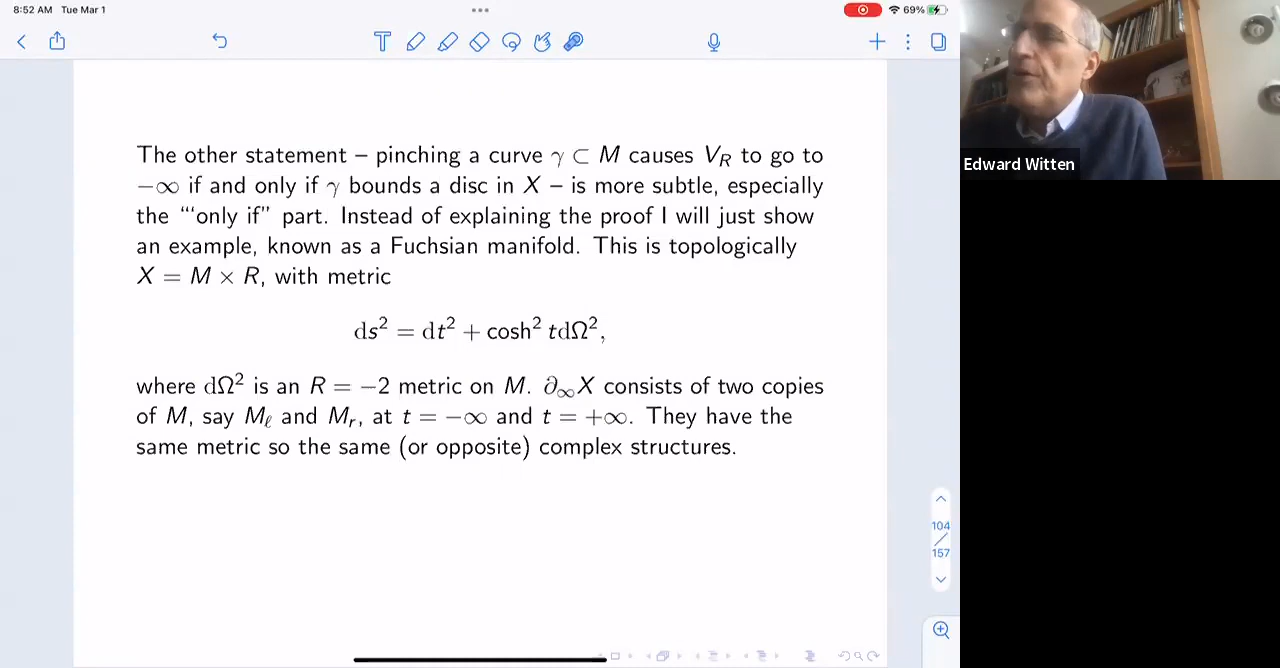 8:52 AM Tue Mar 1
69%
The other statement – pinching a curve γ ⊂ M causes V_R to go to
−∞ if and only if γ bounds a disc in X – is more subtle, especially
the "'only if" part. Instead of explaining the proof I will just show
an example, known as a Fuchsian manifold. This is topologically
X = M × R, with metric
ds² = dt² + cosh² tdΩ²,
where dΩ² is an R = −2 metric on M. ∂_∞X consists of two copies
of M, say M_ℓ and M_r, at t = −∞ and t = +∞. They have the
same metric so the same (or opposite) complex structures.
104
157
Edward Witten